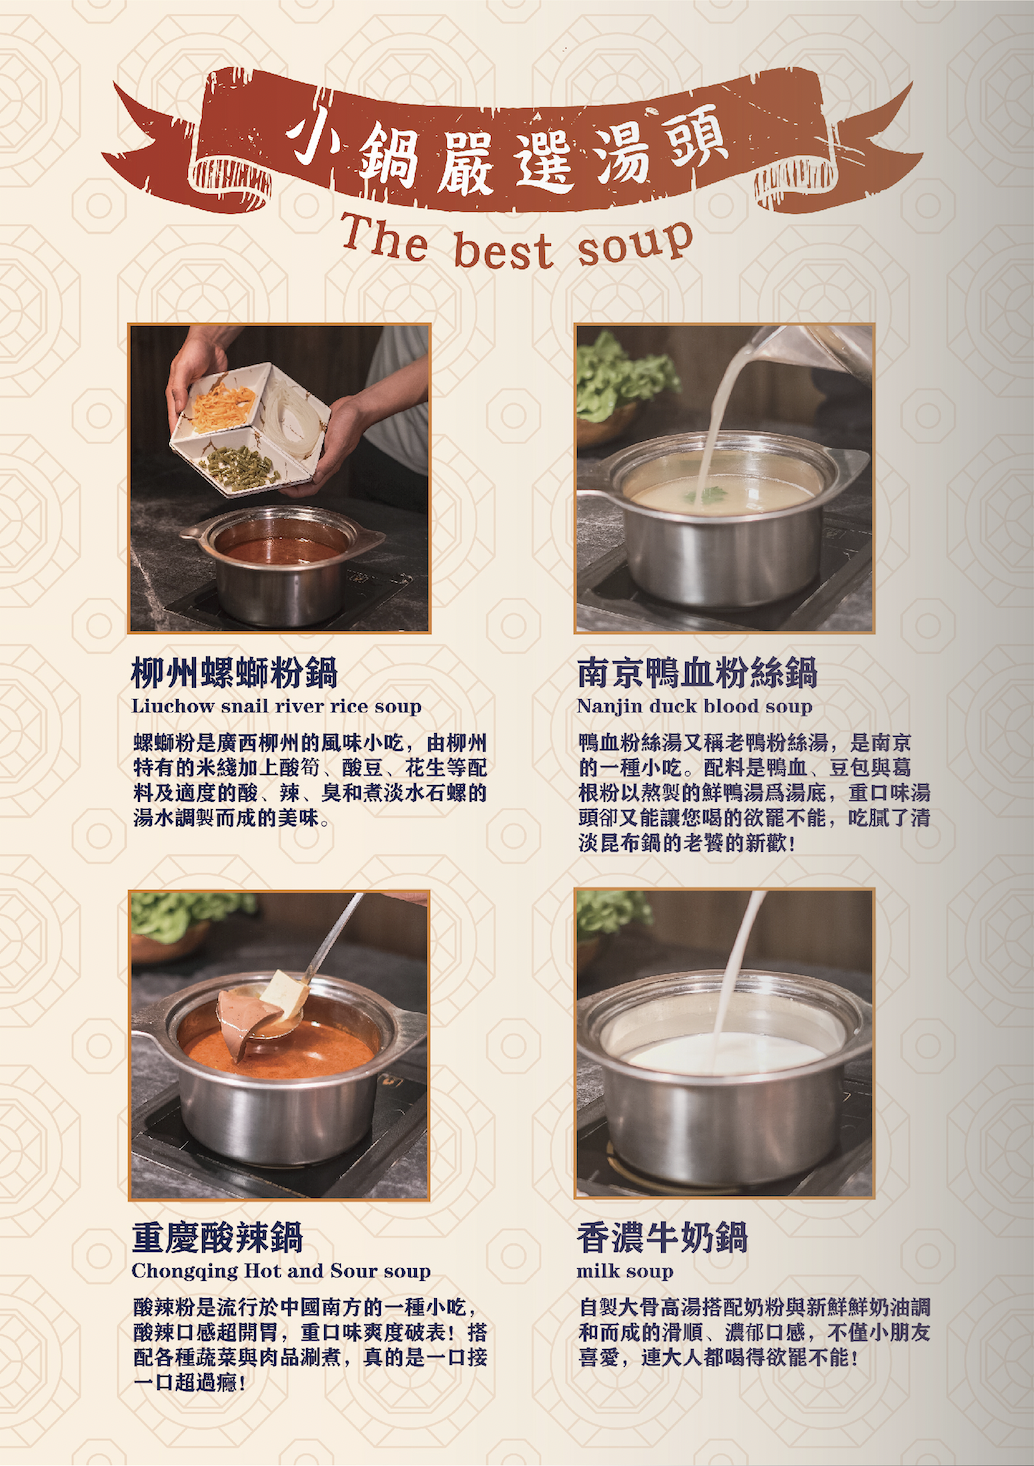 小鍋嚴選湯頭
The best soup
柳州螺螄粉鍋
Liuchow snail river rice soup
螺螄粉是廣西柳州的風味小吃，由柳州
特有的米綫加上酸筍、酸豆、花生等配
料及適度的酸、辣、臭和煮淡水石螺的
湯水調製而成的美味。
南京鴨血粉絲鍋
Nanjin duck blood soup
鴨血粉絲湯又稱老鴨粉絲湯，是南京
的一種小吃。配料是鴨血、豆包與葛
根粉以熬製的鮮鴨湯爲湯底，重口味湯
頭卻又能讓您喝的欲罷不能，吃膩了清
淡昆布鍋的老饕的新歡！
重慶酸辣鍋
Chongqing Hot and Sour soup
酸辣粉是流行於中國南方的一種小吃，
酸辣口感超開胃，重口味爽度破表！搭
配各種蔬菜與肉品涮煮，真的是一口接
一口超過癮！
香濃牛奶鍋
milk soup
自製大骨高湯搭配奶粉與新鮮鮮奶油調
和而成的滑順、濃郁口感，不僅小朋友
喜愛，連大人都喝得欲罷不能！